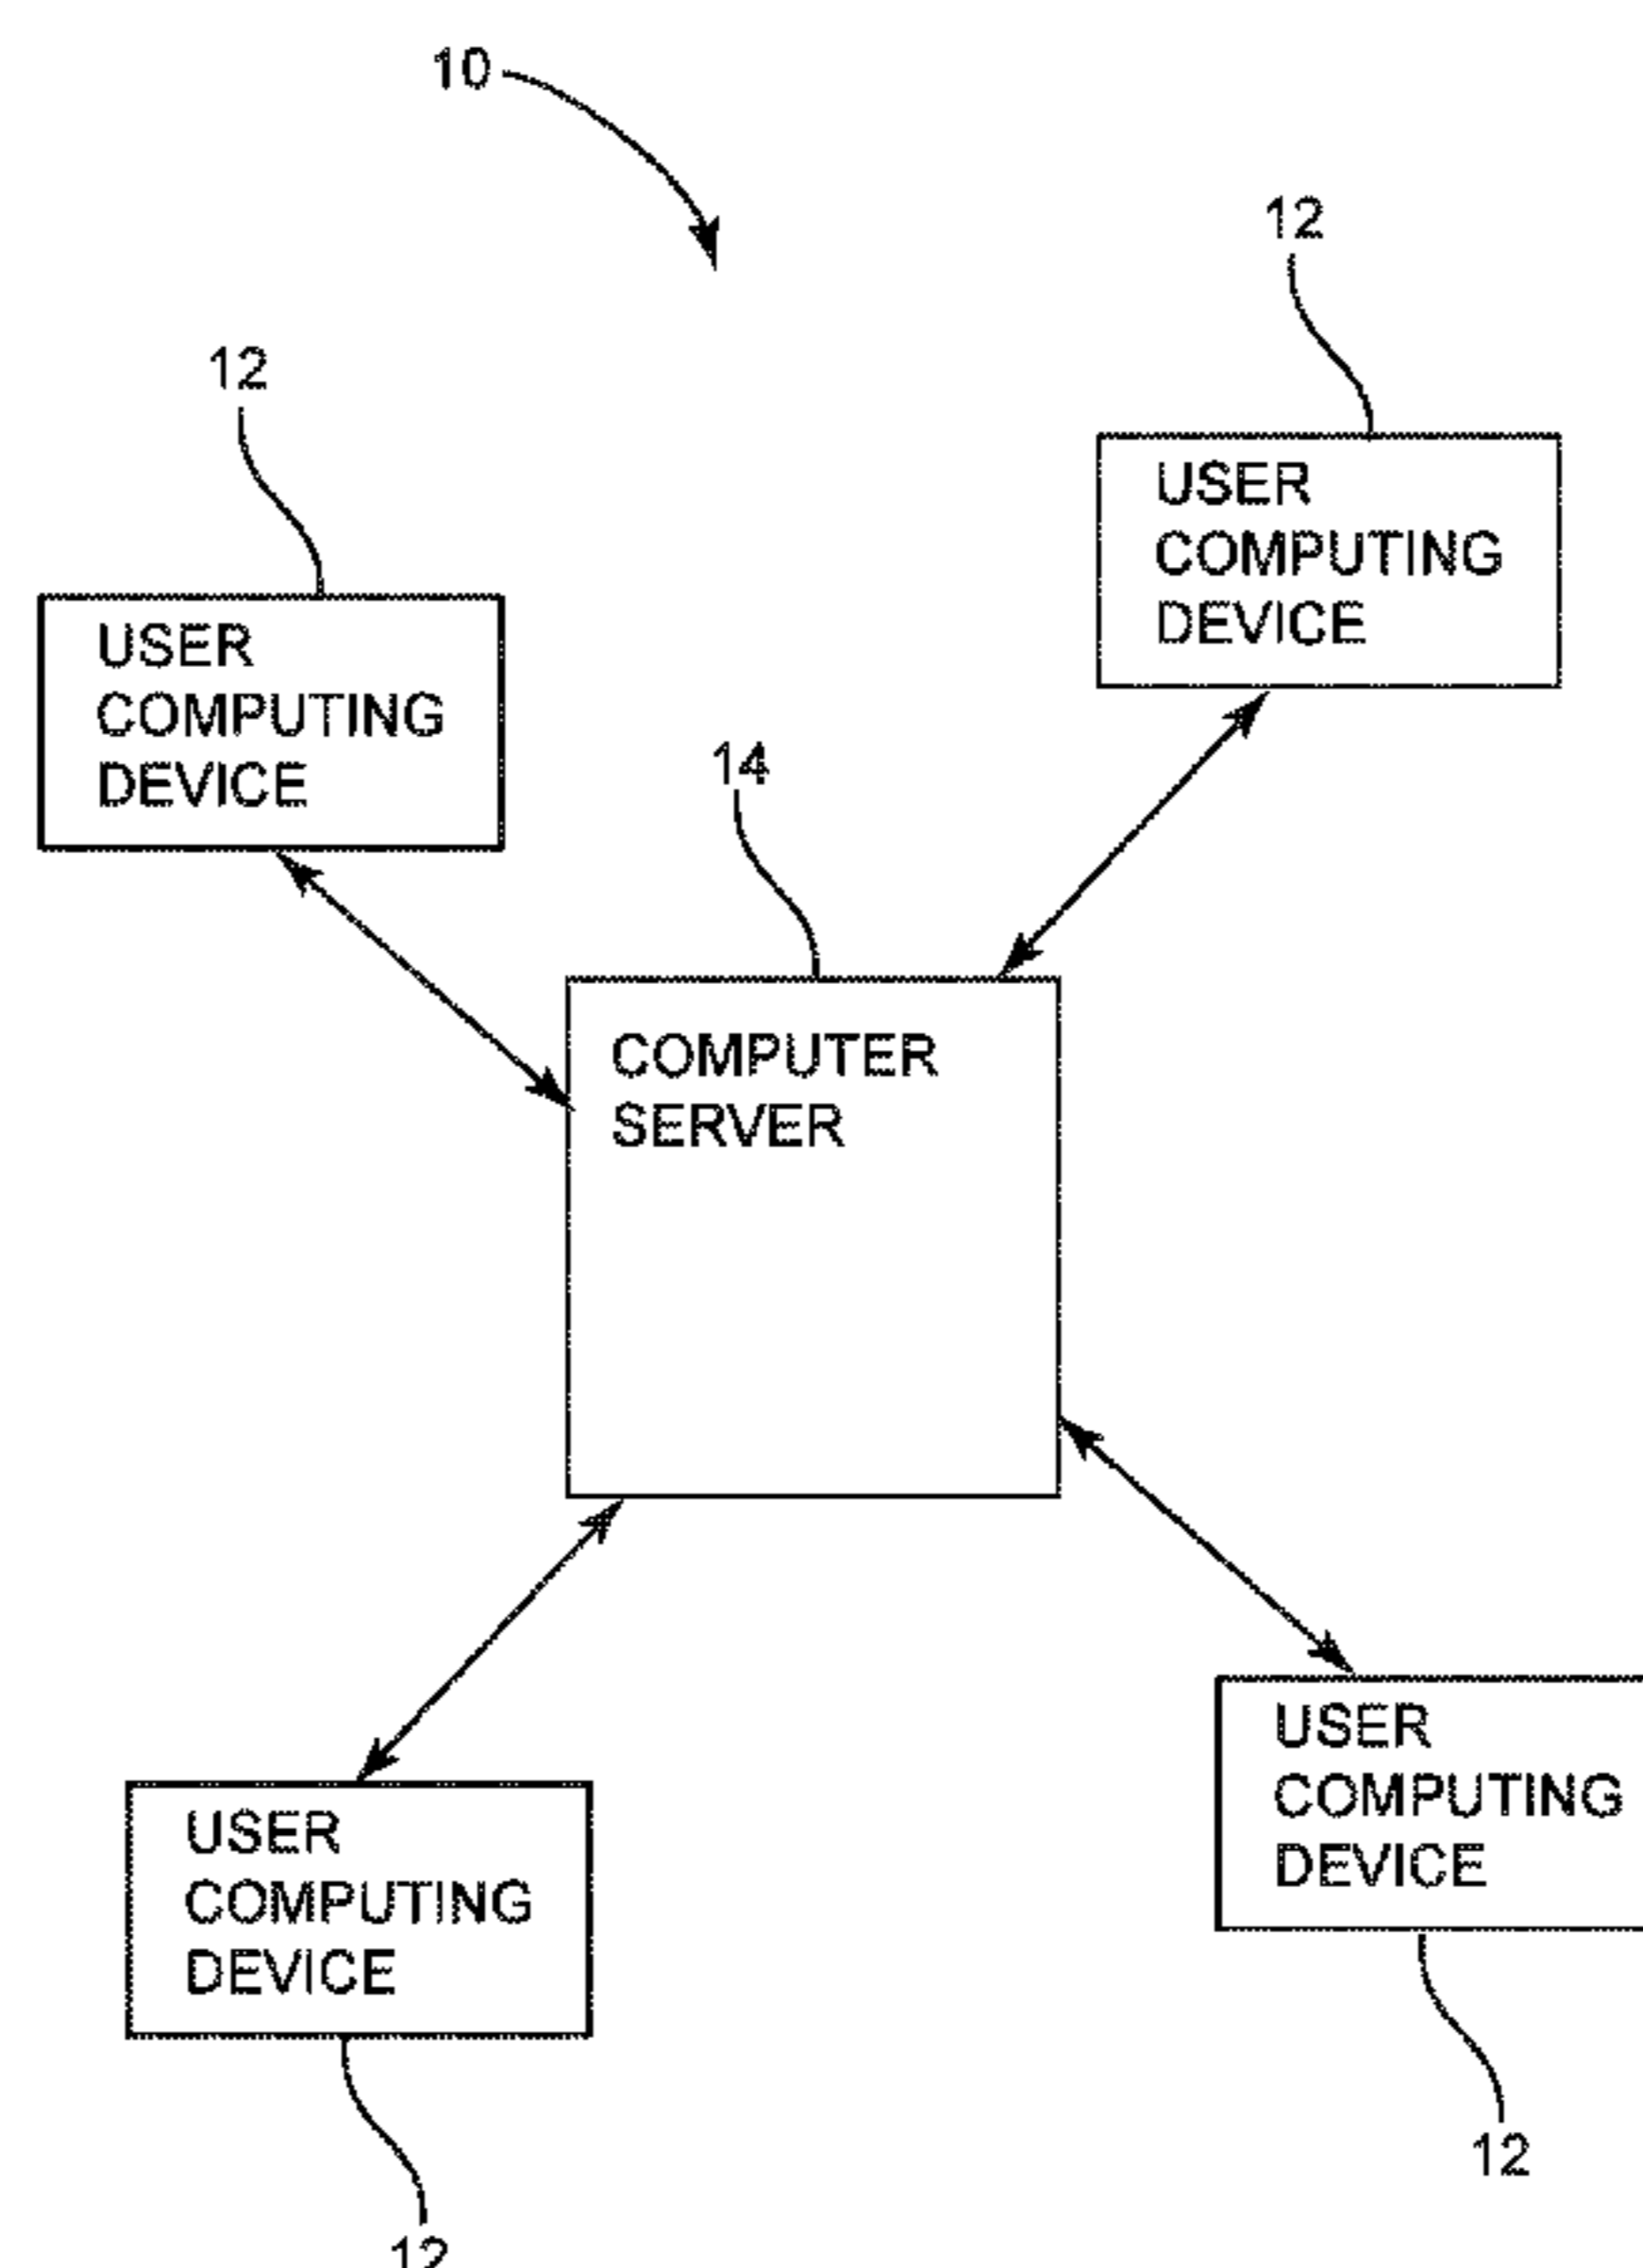 10
12
12
USER
COMPUTING
DEVICE
USER
COMPUTING
DEVICE
14
COMPUTER
SERVER
USER
COMPUTING
DEVICE
USER
COMPUTING
DEVICE
12
12